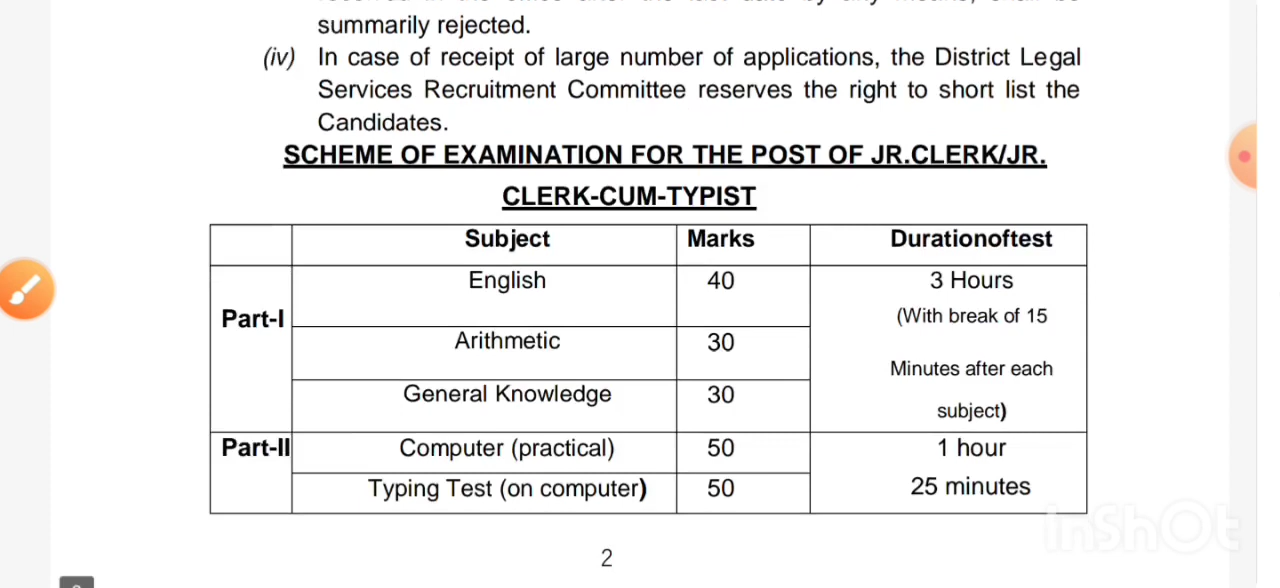 summarily rejected.
(iv) In case of receipt of large number of applications, the District Legal
Services Recruitment Committee reserves the right to short list the
Candidates.
SCHEME OF EXAMINATION FOR THE POST OF JR.CLERK/JR.
CLERK-CUM-TYPIST
Subject Marks Durationoftest
Part-I English 40 3 Hours
(With break of 15
Arithmetic 30
Minutes after each
General Knowledge 30
subject)
Part-II Computer (practical) 50 1 hour
Typing Test (on computer) 50 25 minutes
InShOt
2